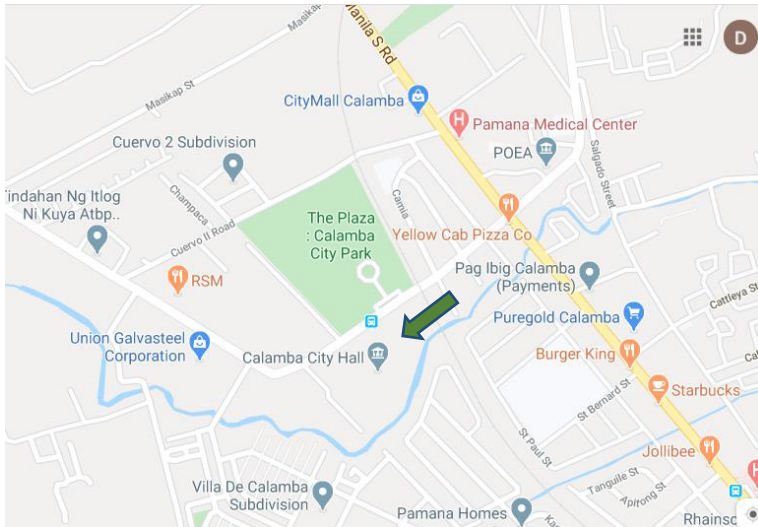 Manila S Rd
D
Masikap St
Masikap St
CityMall Calamba
H
Pamana Medical Center
POEA
Cuervo 2 Subdivision
Salgado Street
Tindahan Ng Itlog
Ni Kuya Atbp..
Champaca
Camia
The Plaza
: Calamba
City Park
Cuervo II Road
Yellow Cab Pizza Co
RSM
Pag Ibig Calamba
(Payments)
Cattleya St
Puregold Calamba
Union Galvasteel
Corporation
Calamba City Hall
Burger King
St Bernard St
Starbucks
St Paul St
Jollibee
Tanguile St
Apitong St
H
Villa De Calamba
Subdivision
Pamana Homes